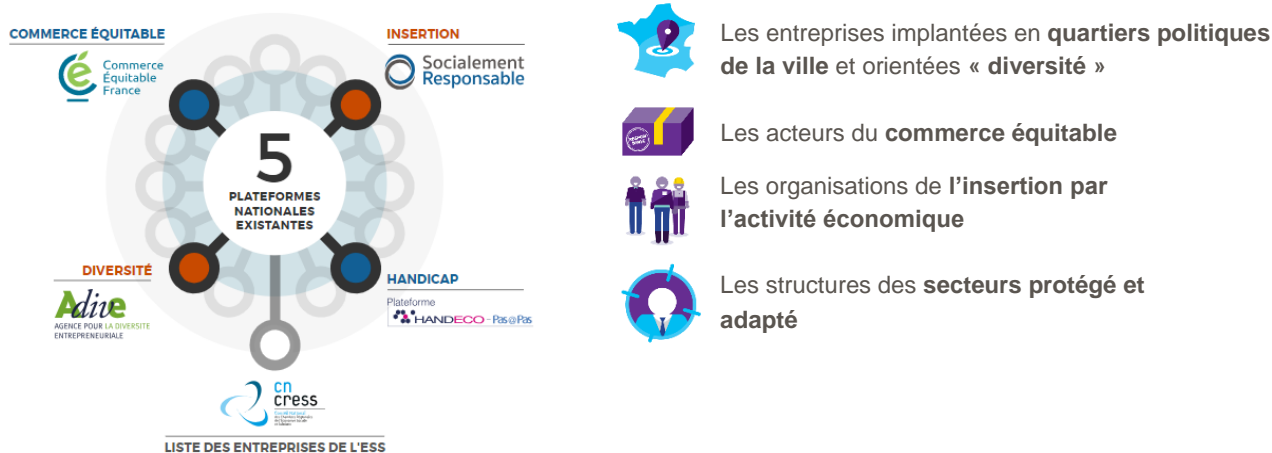 COMMERCE ÉQUITABLE
é
Commerce
Équitable
France
INSERTION
Socialement
Responsable
5
PLATEFORMES
NATIONALES
EXISTANTES
DIVERSITÉ
Adive
AGENCE POUR LA DIVERSITE
ENTREPRENEURIALE
HANDICAP
Plateforme
HANDECO - Pas@Pas
cn
cress
LISTE DES ENTREPRISES DE L'ESS
Les entreprises implantées en quartiers politiques
de la ville et orientées « diversité »
Les acteurs du commerce équitable
Les organisations de l'insertion par
l'activité économique
Les structures des secteurs protégé et
adapté